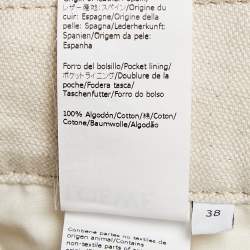 レザー原産地:スペイン/Origine du
cuir: Espagne/Origine della
pelle: Spagna/Lederherkunft:
Spanien/Origem da pele:
Espanha
Forro del bolsillo/Pocket lining/
ポケットライニング/Doublure de la
poche/Fodera tasca/
Taschenfutter/Forro do bolso
100% Algodón/Cotton/綿/Coton/
Cotone/Baumwolle/Algodão
38
Contiene partes no textiles de
origen animal/Contains
non-textile parts of